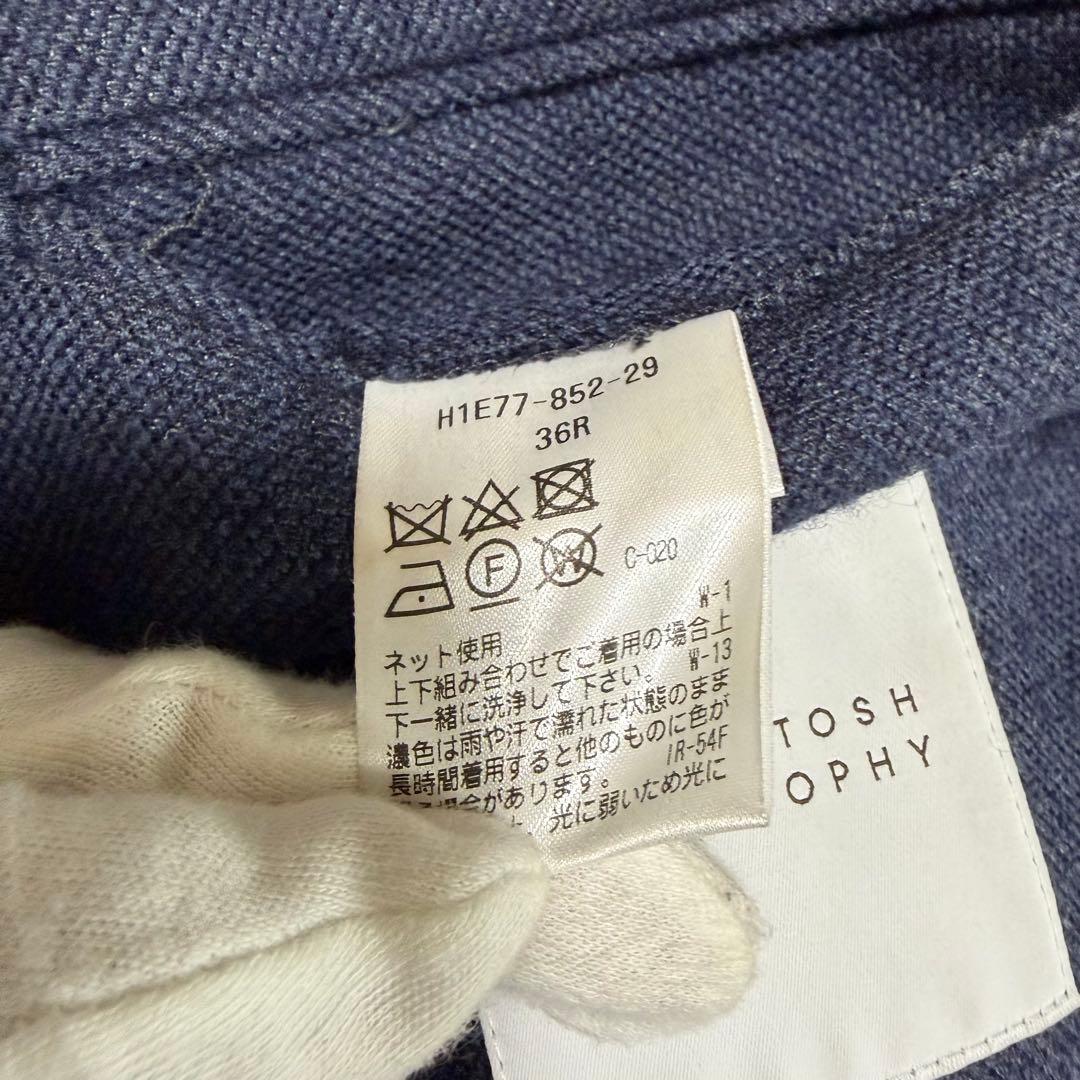 H1E77-852-29
36R
F
W
C-020
W-1
ネット使用
上下組み合わせでご着用の場合上
下一緒に洗浄して下さい。 W-13
濃色は雨や汗で濡れた状態のまま
長時間着用すると他のものに色が
場合があります。 /R-54F
光に弱いため光に
TOSH
OPHY